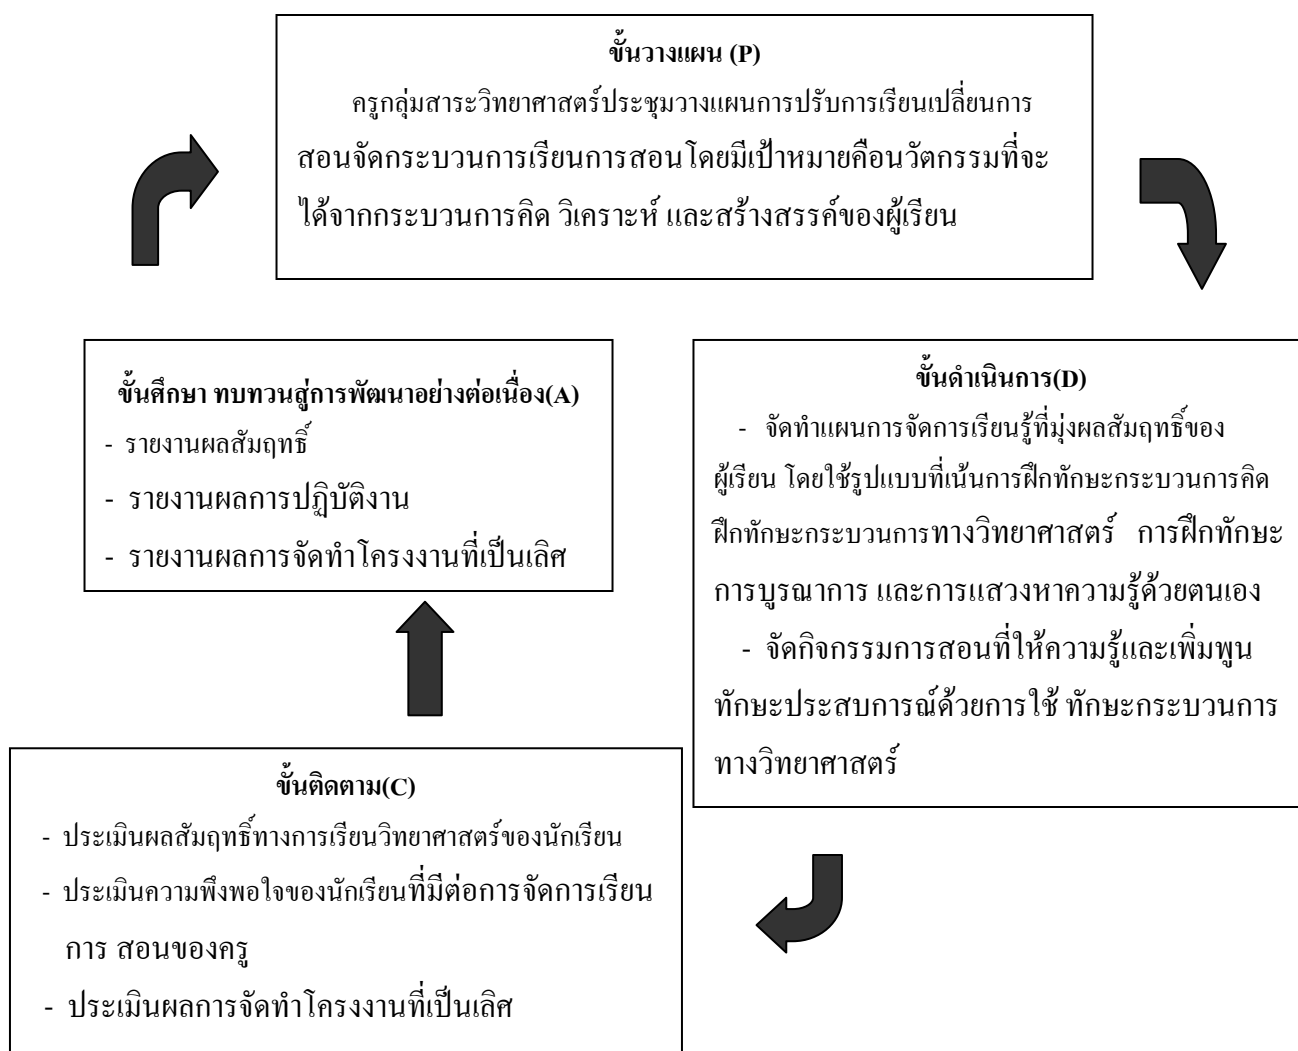 ขั้นวางแผน (P)
ครูกลุ่มสาระวิทยาศาสตร์ประชุมวางแผนการปรับการเรียนเปลี่ยนการ
สอนจัดกระบวนการเรียนการสอนโดยมีเป้าหมายคือนวัตกรรมที่จะ
ได้จากกระบวนการคิด วิเคราะห์ และสร้างสรรค์ของผู้เรียน
ขั้นศึกษา ทบทวนสู่การพัฒนาอย่างต่อเนื่อง(A)
- รายงานผลสัมฤทธิ์
- รายงานผลการปฏิบัติงาน
- รายงานผลการจัดทำโครงงานที่เป็นเลิศ
ขั้นดำเนินการ(D)
- จัดทำแผนการจัดการเรียนรู้ที่มุ่งผลสัมฤทธิ์ของ
ผู้เรียน โดยใช้รูปแบบที่เน้นการฝึกทักษะกระบวนการคิด
ฝึกทักษะกระบวนการทางวิทยาศาสตร์ การฝึกทักษะ
การบูรณาการ และการแสวงหาความรู้ด้วยตนเอง
- จัดกิจกรรมการสอนที่ให้ความรู้และเพิ่มพูน
ทักษะประสบการณ์ด้วยการใช้ ทักษะกระบวนการ
ทางวิทยาศาสตร์
ขั้นติดตาม(C)
- ประเมินผลสัมฤทธิ์ทางการเรียนวิทยาศาสตร์ของนักเรียน
- ประเมินความพึงพอใจของนักเรียนที่มีต่อการจัดการเรียน
การ สอนของครู
- ประเมินผลการจัดทำโครงงานที่เป็นเลิศ